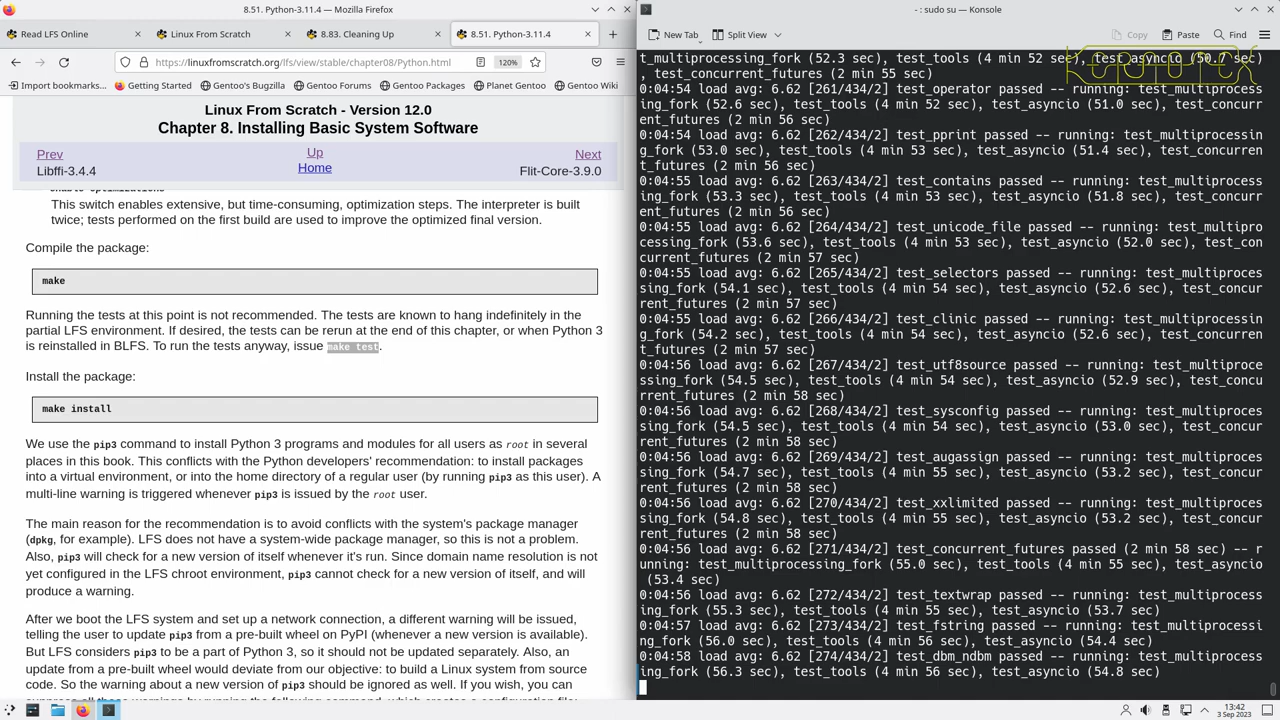 8.51. Python-3.11.4 — Mozilla Firefox
Read LFS Online
Linux From Scratch
8.83. Cleaning Up
8.51. Python-3.11.4
https://linuxfromscratch.org/lfs/view/stable/chapter08/Python.html
120%
Import bookmarks...
Getting Started
Gentoo Bugs
Gentoo Forums
Gentoo Packages
Planet Gentoo
Gentoo Wiki
Linux From Scratch - Version 12.0
Chapter 8. Installing Basic System Software
Prev
Up
Next
Libffi-3.4.4
Home
Flit-Core-3.9.0
enable optimizations
This switch enables extensive, but time-consuming, optimization steps. The interpreter is built
twice; tests performed on the first build are used to improve the optimized final version.
Compile the package:
make
Running the tests at this point is not recommended. The tests are known to hang indefinitely in the
partial LFS environment. If desired, the tests can be rerun at the end of this chapter, or when Python 3
is reinstalled in BLFS. To run the tests anyway, issue make test.
Install the package:
make install
We use the pip3 command to install Python 3 programs and modules for all users as root in several
places in this book. This conflicts with the Python developers' recommendation: to install packages
into a virtual environment, or into the home directory of a regular user (by running pip3 as this user). A
multi-line warning is triggered whenever pip3 is issued by the root user.
The main reason for the recommendation is to avoid conflicts with the system's package manager
(dpkg, for example). LFS does not have a system-wide package manager, so this is not a problem.
Also, pip3 will check for a new version of itself whenever it's run. Since domain name resolution is not
yet configured in the LFS chroot environment, pip3 cannot check for a new version of itself, and will
produce a warning.
After we boot the LFS system and set up a network connection, a different warning will be issued,
telling the user to update pip3 from a pre-built wheel on PyPI (whenever a new version is available).
But LFS considers pip3 to be a part of Python 3, so it should not be updated separately. Also, an
update from a pre-built wheel would deviate from our objective: to build a Linux system from source
code. So the warning about a new version of pip3 should be ignored as well. If you wish, you can
- : sudo su — Konsole
New Tab
Split View
Copy
Paste
Find
t_multiprocessing_fork (52.3 sec), test_tools (4 min 52 sec), test_asyncio (50.7 sec)
, test_concurrent_futures (2 min 55 sec)
0:04:54 load avg: 6.62 [261/434/2] test_operator passed -- running: test_multiprocess
ing_fork (52.6 sec), test_tools (4 min 52 sec), test_asyncio (51.0 sec), test_concurr
ent_futures (2 min 56 sec)
0:04:54 load avg: 6.62 [262/434/2] test_pprint passed -- running: test_multiprocessin
g_fork (53.0 sec), test_tools (4 min 53 sec), test_asyncio (51.4 sec), test_concurren
t_futures (2 min 56 sec)
0:04:55 load avg: 6.62 [263/434/2] test_contains passed -- running: test_multiprocess
ing_fork (53.3 sec), test_tools (4 min 53 sec), test_asyncio (51.8 sec), test_concurr
ent_futures (2 min 56 sec)
0:04:55 load avg: 6.62 [264/434/2] test_unicode_file passed -- running: test_multipro
cessing_fork (53.6 sec), test_tools (4 min 53 sec), test_asyncio (52.0 sec), test_con
current_futures (2 min 57 sec)
0:04:55 load avg: 6.62 [265/434/2] test_selectors passed -- running: test_multiproces
sing_fork (54.1 sec), test_tools (4 min 54 sec), test_asyncio (52.6 sec), test_concur
rent_futures (2 min 57 sec)
0:04:55 load avg: 6.62 [266/434/2] test_clinic passed -- running: test_multiprocessin
g_fork (54.2 sec), test_tools (4 min 54 sec), test_asyncio (52.6 sec), test_concurren
t_futures (2 min 57 sec)
0:04:56 load avg: 6.62 [267/434/2] test_utf8source passed -- running: test_multiproce
ssing_fork (54.5 sec), test_tools (4 min 54 sec), test_asyncio (52.9 sec), test_concu
rrent_futures (2 min 58 sec)
0:04:56 load avg: 6.62 [268/434/2] test_sysconfig passed -- running: test_multiproces
sing_fork (54.5 sec), test_tools (4 min 54 sec), test_asyncio (53.0 sec), test_concur
rent_futures (2 min 58 sec)
0:04:56 load avg: 6.62 [269/434/2] test_augassign passed -- running: test_multiproces
sing_fork (54.7 sec), test_tools (4 min 55 sec), test_asyncio (53.2 sec), test_concur
rent_futures (2 min 58 sec)
0:04:56 load avg: 6.62 [270/434/2] test_xxlimited passed -- running: test_multiproces
sing_fork (54.8 sec), test_tools (4 min 55 sec), test_asyncio (53.2 sec), test_concur
rent_futures (2 min 58 sec)
0:04:56 load avg: 6.62 [271/434/2] test_concurrent_futures passed (2 min 58 sec) -- r
unning: test_multiprocessing_fork (55.0 sec), test_tools (4 min 55 sec), test_asyncio
(53.4 sec)
0:04:56 load avg: 6.62 [272/434/2] test_textwrap passed -- running: test_multiprocess
ing_fork (55.3 sec), test_tools (4 min 55 sec), test_asyncio (53.7 sec)
0:04:57 load avg: 6.62 [273/434/2] test_fstring passed -- running: test_multiprocessi
ng_fork (56.0 sec), test_tools (4 min 56 sec), test_asyncio (54.4 sec)
0:04:58 load avg: 6.62 [274/434/2] test_dbm_ndbm passed -- running: test_multiprocess
ing_fork (56.3 sec), test_tools (4 min 56 sec), test_asyncio (54.8 sec)
13:42
3 Sep 2023